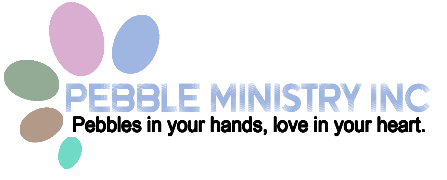 PEBBLE MINISTRY INC
Pebbles in your hands, love in your heart.